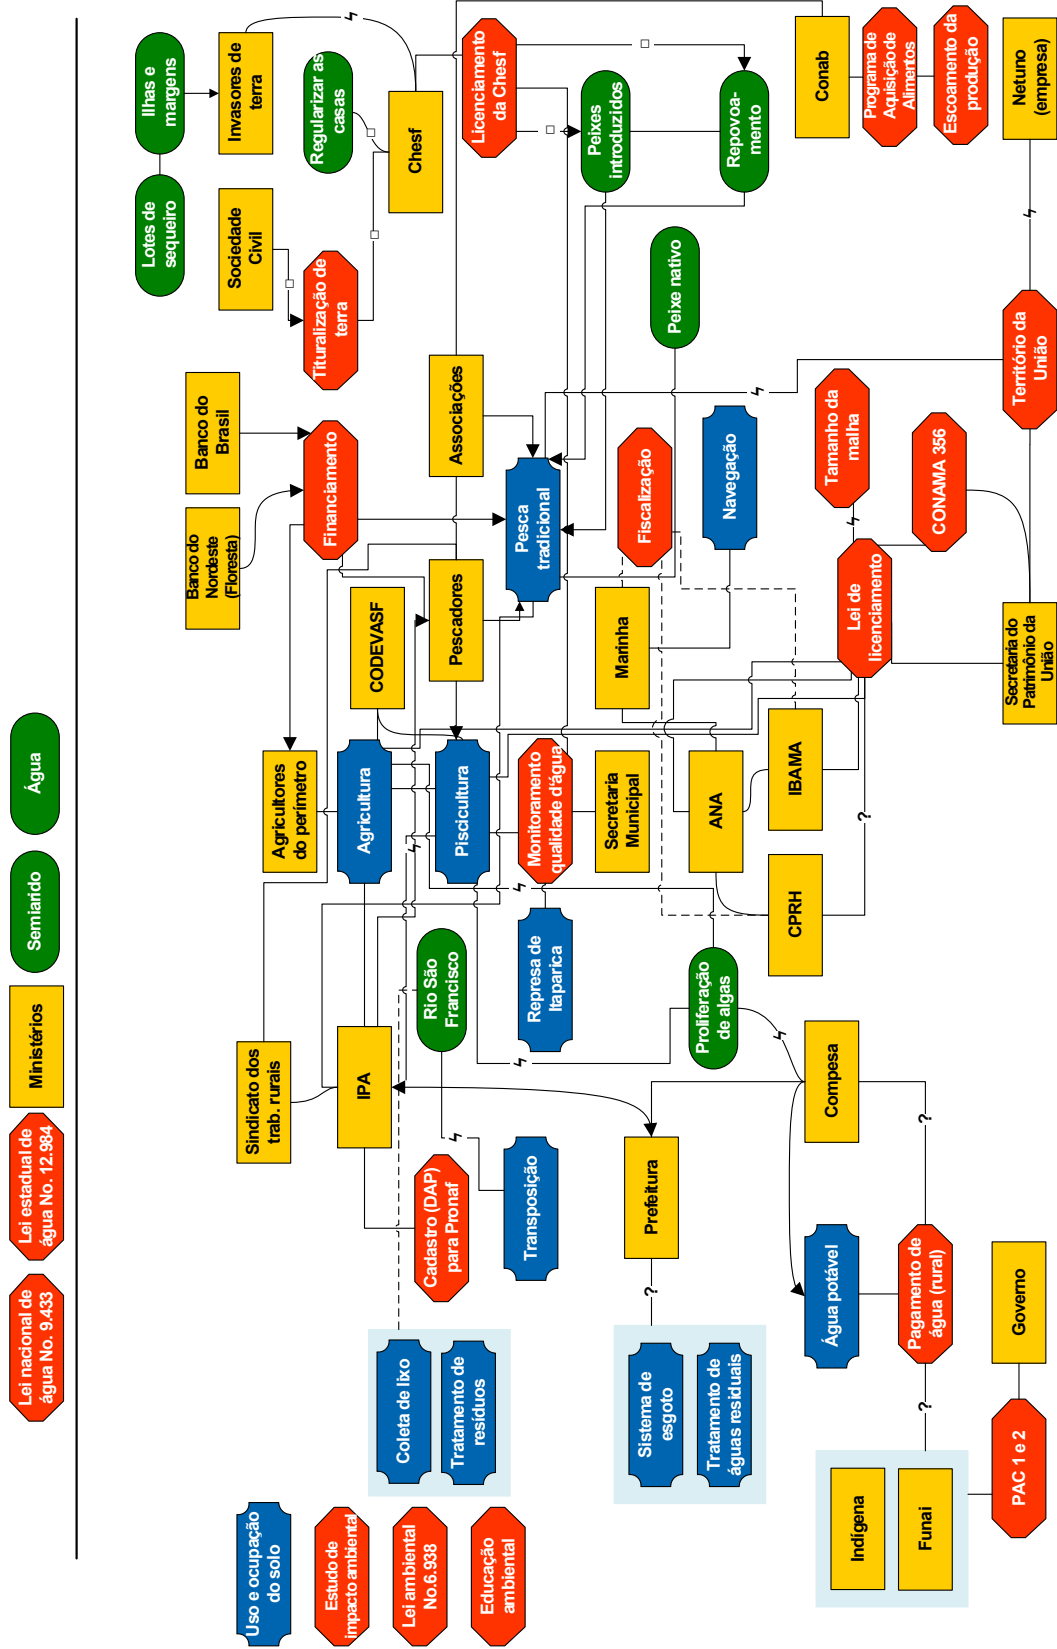 Lei nacional de
água No. 9.433
Lei estadual de
água No. 12.984
Ministérios
Semiarido
Água
Uso e ocupação
do solo
Estudo de
impacto ambiental
Lei ambiental
No.6.938
Educação
ambiental
Sindicato dos
trab. rurais
IPA
Cadastro (DAP)
para Pronaf
Transposição
Rio São
Francisco
Coleta de lixo
Tratamento de
resíduos
Banco do
Nordeste
(Floresta)
Banco do
Brasil
Financiamento
Agricultores
do perímetro
Agricultura
CODEVASF
Piscicultura
Pescadores
Associações
Pesca
tradicional
Monitoramento
qualidade d'água
Secretaria
Municipal
Represa de
Itaparica
Lotes de
sequeiro
Ilhas e
margens
Sociedade
Civil
Invasores de
terra
Tituralização de
terra
Regularizar as
casas
Chesf
Licenciamento
da Chesf
Peixes
introduzidos
Repovoa-
mento
Peixe nativo
Conab
Programa de
Aquisição de
Alimentos
Escoamento da
produção
Netuno
(empresa)
Território da
União
Fiscalização
Marinha
Navegação
Tamanho da
malha
CONAMA 356
Lei de
licenciamento
Secretaria do
Patrimônio da
União
ANA
IBAMA
CPRH
?
Proliferação
de algas
Compesa
Prefeitura
?
Sistema de
esgoto
Tratamento de
águas residuais
Água potável
Pagamento de
água (rural)
?
?
Indígena
Funai
PAC 1 e 2
Governo